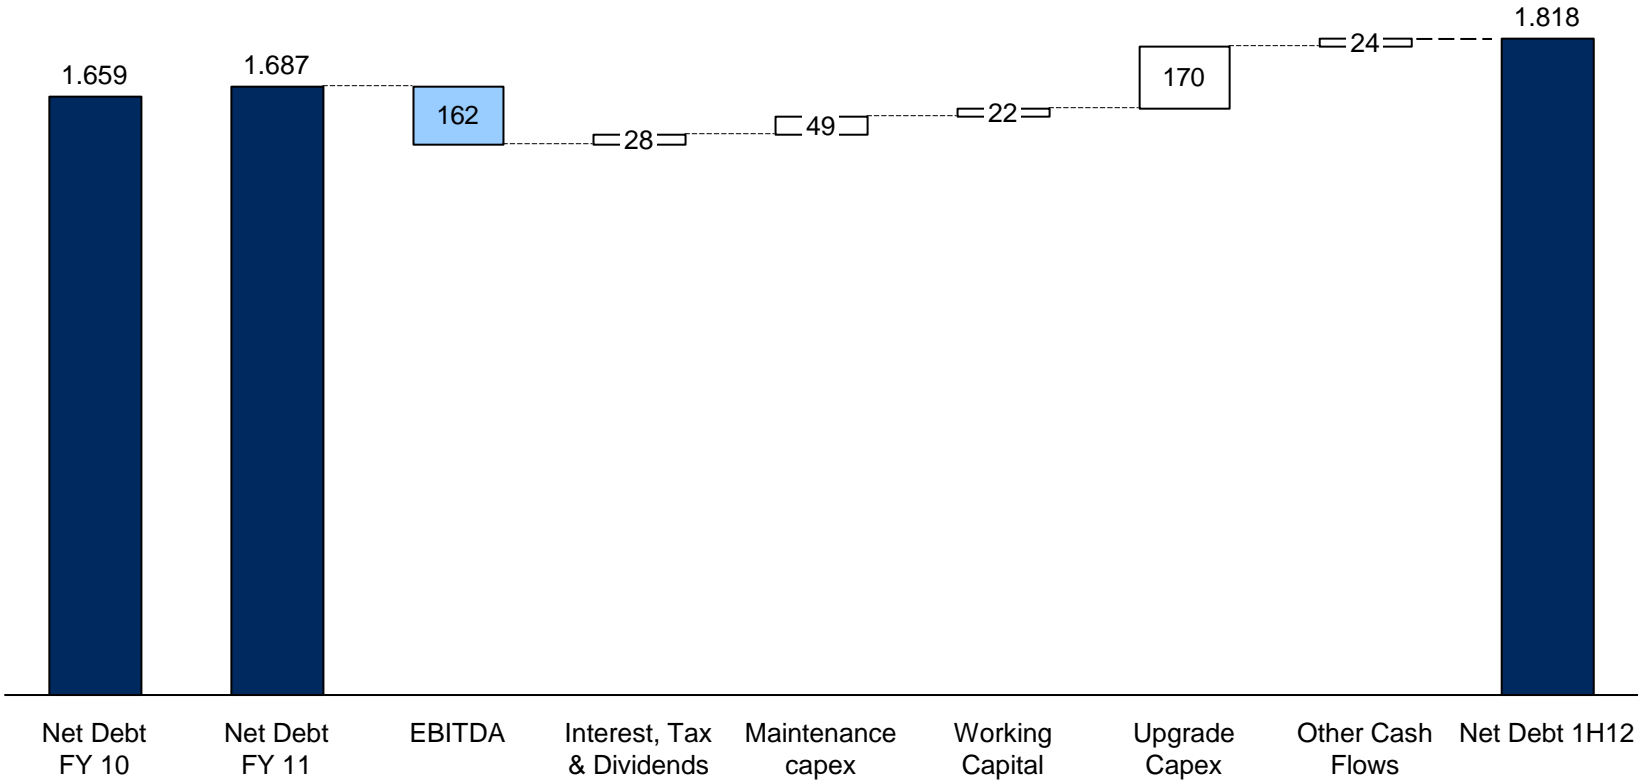 1.659
1.687
162
28
49
22
170
24
1.818
Net Debt
FY 10
Net Debt
FY 11
EBITDA
Interest, Tax
& Dividends
Maintenance
capex
Working
Capital
Upgrade
Capex
Other Cash
Flows
Net Debt 1H12